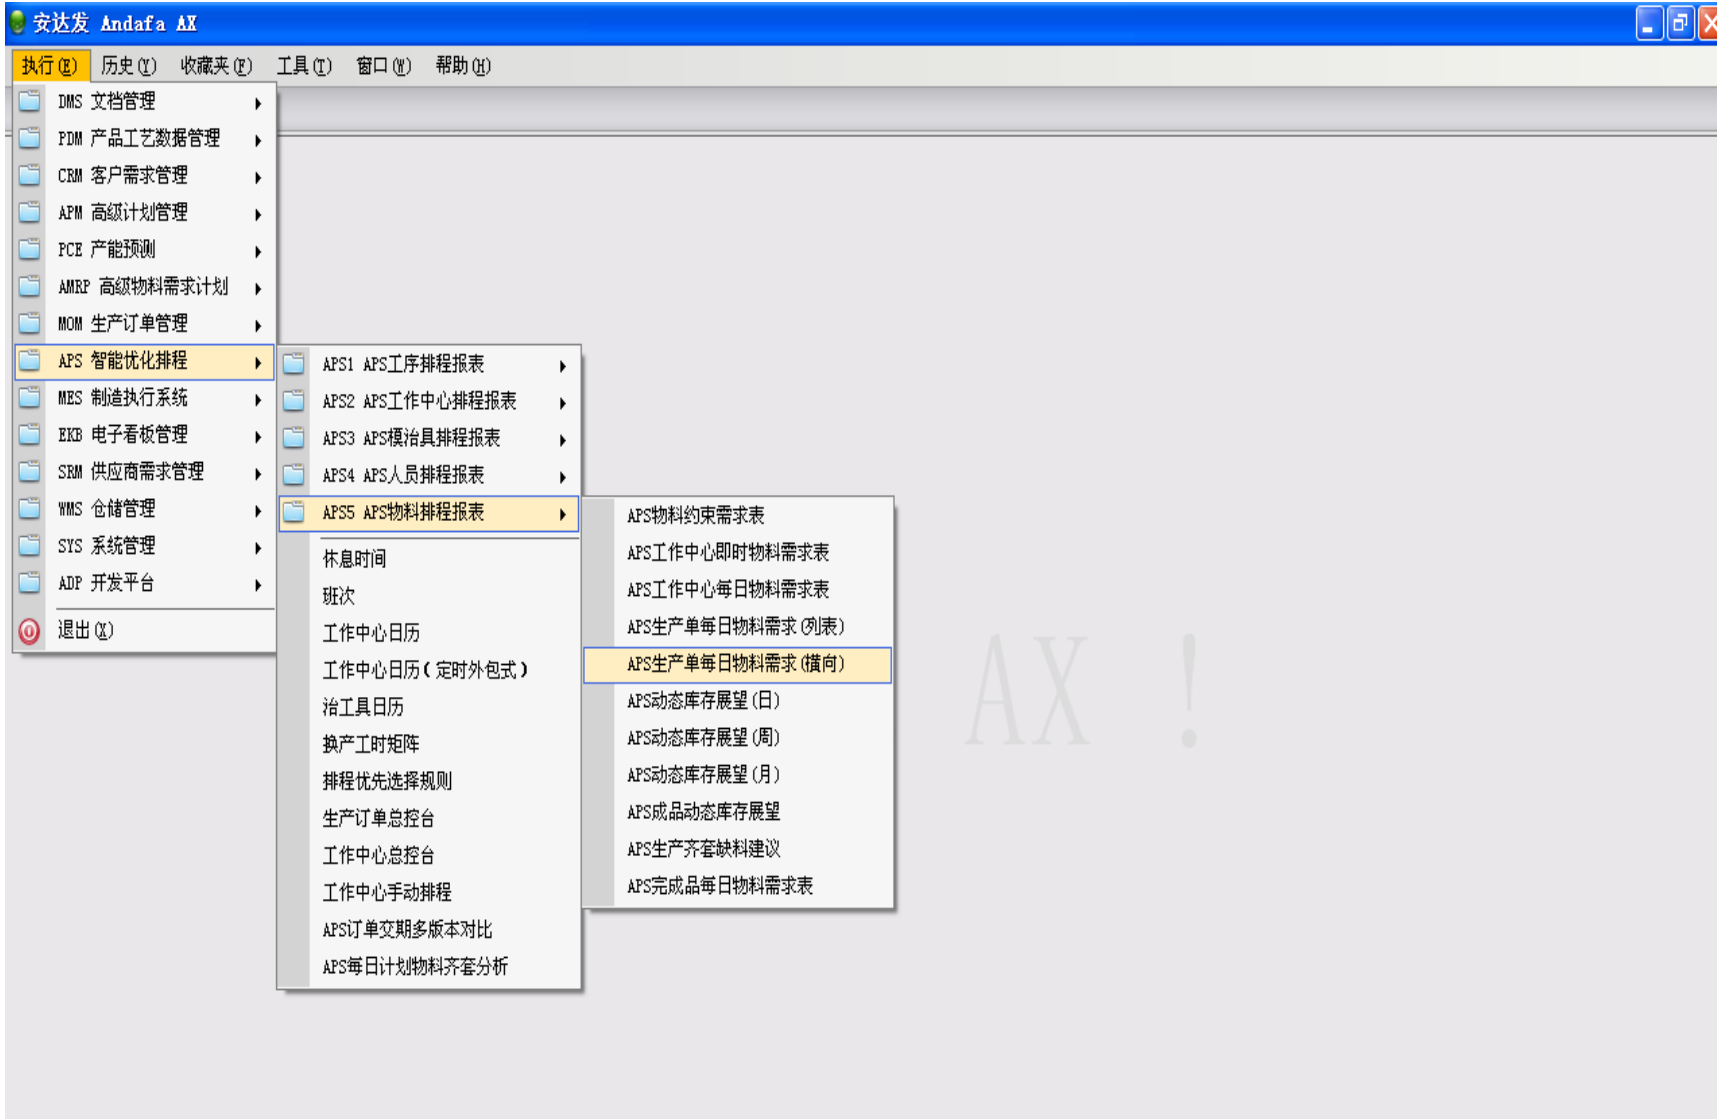 安达发 Andafa AX
执行(E) 历史(Y) 收藏夹(F) 工具(T) 窗口(W) 帮助(H)
DMS 文档管理
PDM 产品工艺数据管理
CRM 客户需求管理
APM 高级计划管理
PCE 产能预测
AMRP 高级物料需求计划
MOM 生产订单管理
APS 智能优化排程
MES 制造执行系统
EKB 电子看板管理
SRM 供应商需求管理
WMS 仓储管理
SYS 系统管理
ADP 开发平台
退出(X)
APS1 APS工序排程报表
APS2 APS工作中心排程报表
APS3 APS模治具排程报表
APS4 APS人员排程报表
APS5 APS物料排程报表
休息时间
班次
工作中心日历
工作中心日历(定时外包式)
治工具日历
换产工时矩阵
排程优先选择规则
生产订单总控台
工作中心总控台
工作中心手动排程
APS订单交期多版本对比
APS每日计划物料齐套分析
APS物料约束需求表
APS工作中心即时物料需求表
APS工作中心每日物料需求表
APS生产单每日物料需求(列表)
APS生产单每日物料需求(横向)
APS动态库存展望(日)
APS动态库存展望(周)
APS动态库存展望(月)
APS成品动态库存展望
APS生产齐套缺料建议
APS完成品每日物料需求表
AX !